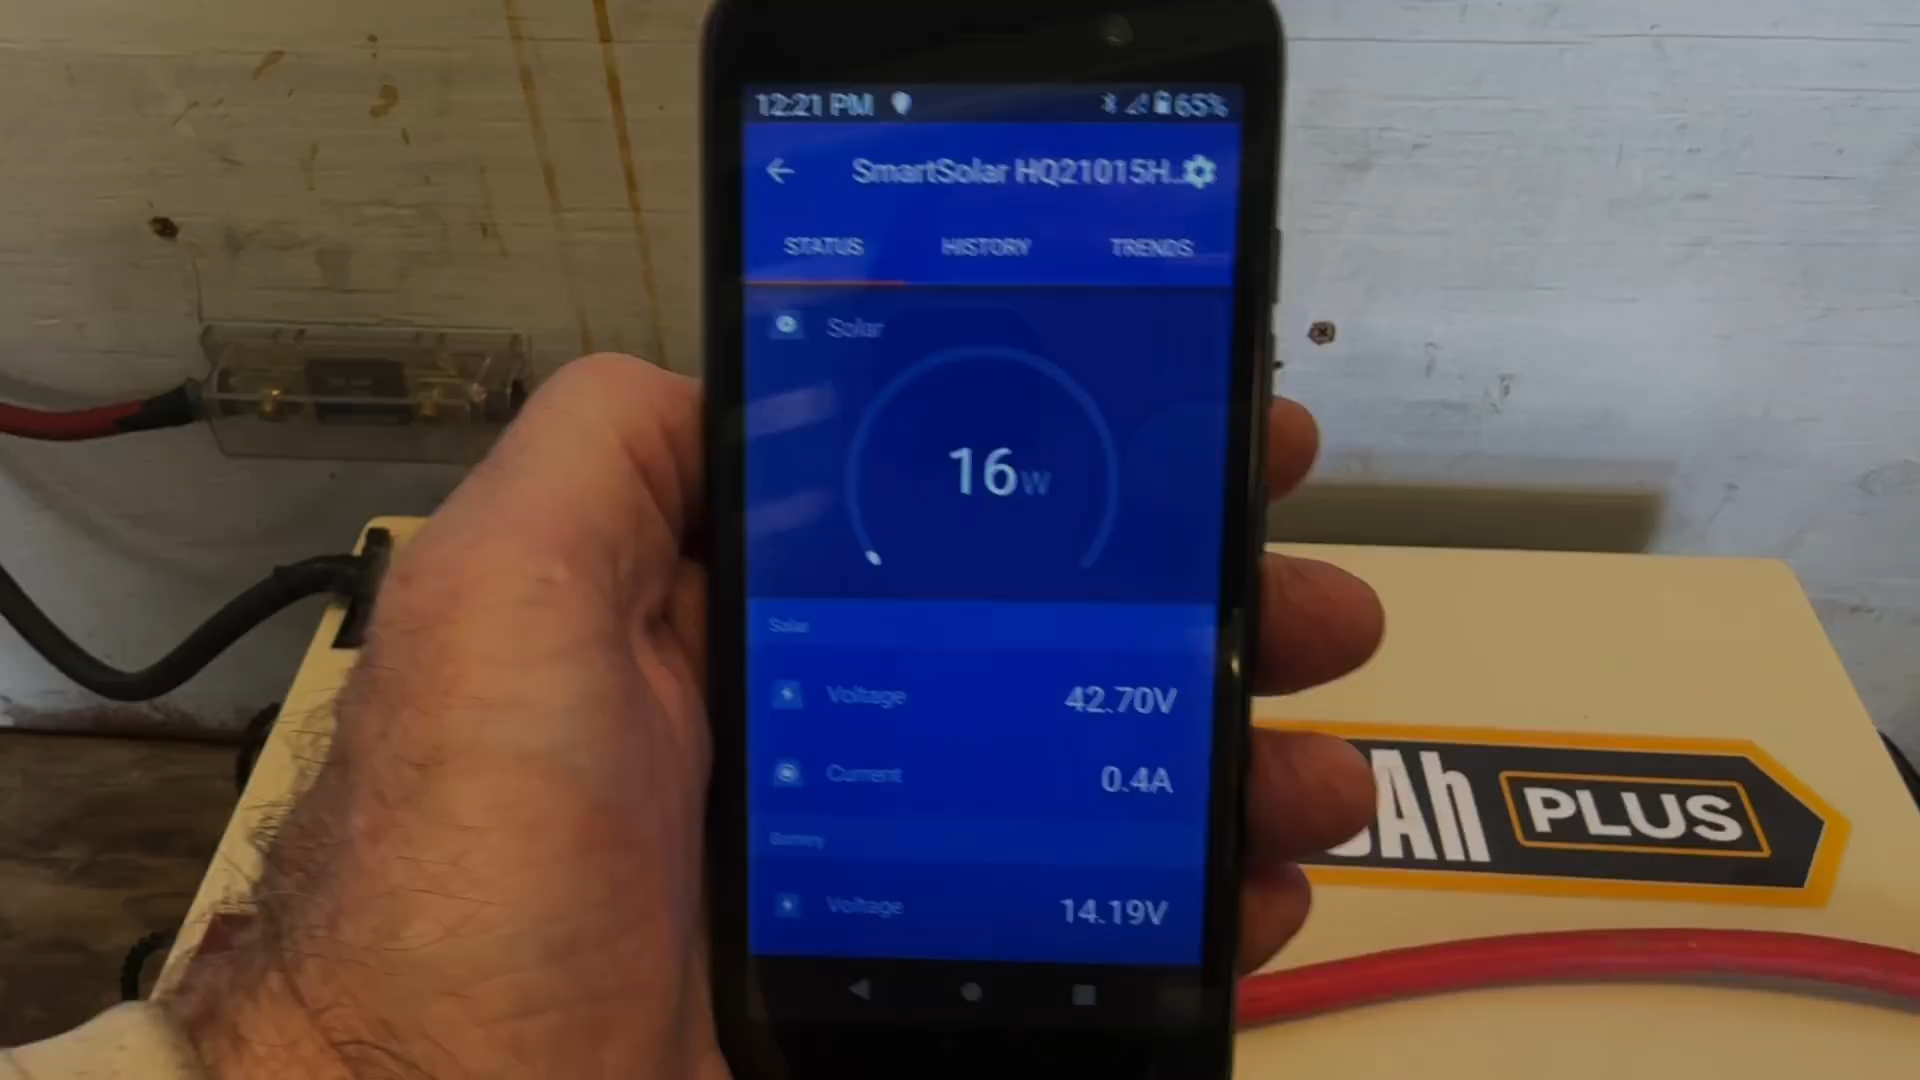 12:21 PM 65%
SmartSolar HQ21015H...
STATUS HISTORY TRENDS
Solar
16W
Solar
Voltage 42.70V
Current 0.4A
Battery
Voltage 14.19V
Ah PLUS